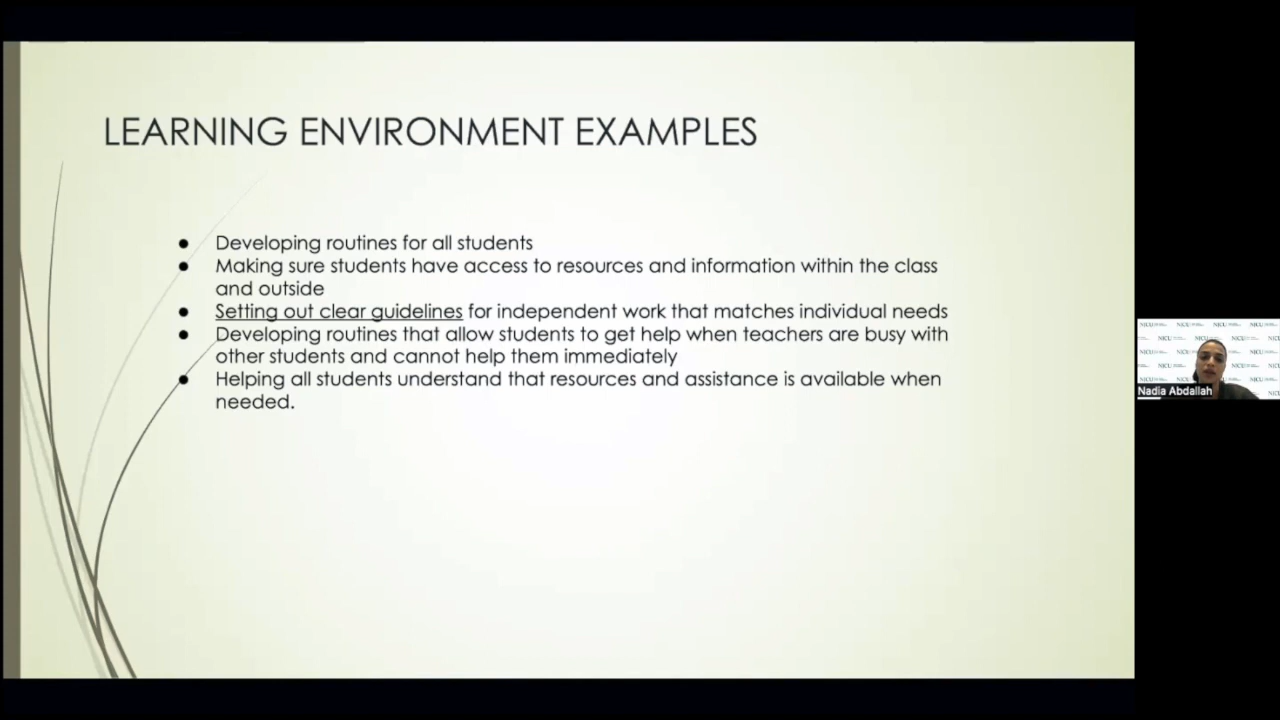 LEARNING ENVIRONMENT EXAMPLES
● Developing routines for all students
● Making sure students have access to resources and information within the class
and outside
● Setting out clear guidelines for independent work that matches individual needs
● Developing routines that allow students to get help when teachers are busy with
other students and cannot help them immediately
● Helping all students understand that resources and assistance is available when
needed.
Nadia Abdallah